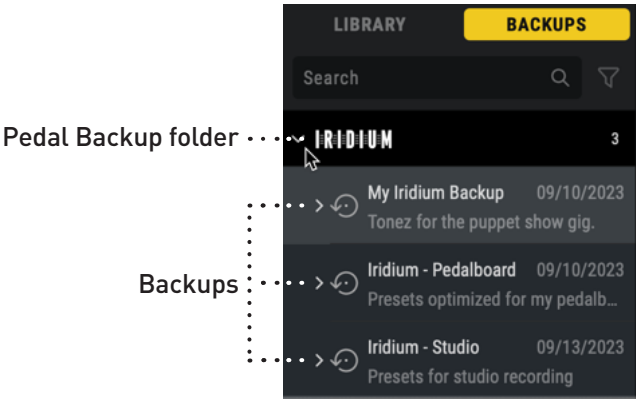 LIBRARY BACKUPS
Search
Pedal Backup folder IRIDIUM 3
My Iridium Backup 09/10/2023
Tonez for the puppet show gig.
Iridium - Pedalboard 09/10/2023
Backups
Presets optimized for my pedalb...
Iridium - Studio 09/13/2023
Presets for studio recording